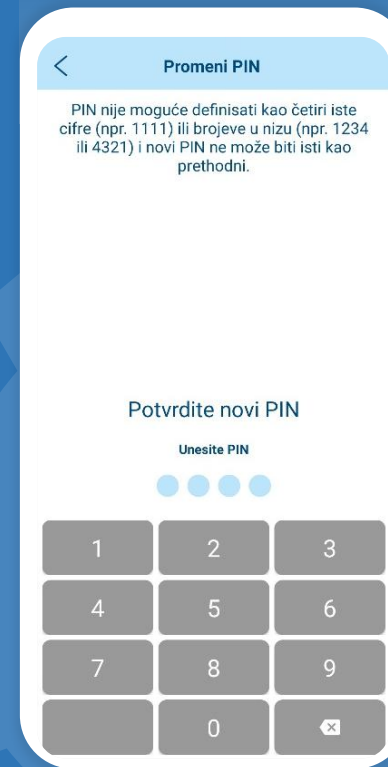 Promeni PIN
PIN nije moguće definisati kao četiri iste
cifre (npr. 1111) ili brojeve u nizu (npr. 1234
ili 4321) i novi PIN ne može biti isti kao
prethodni.
Potvrdite novi PIN
Unesite PIN
1 2 3
4 5 6
7 8 9
0